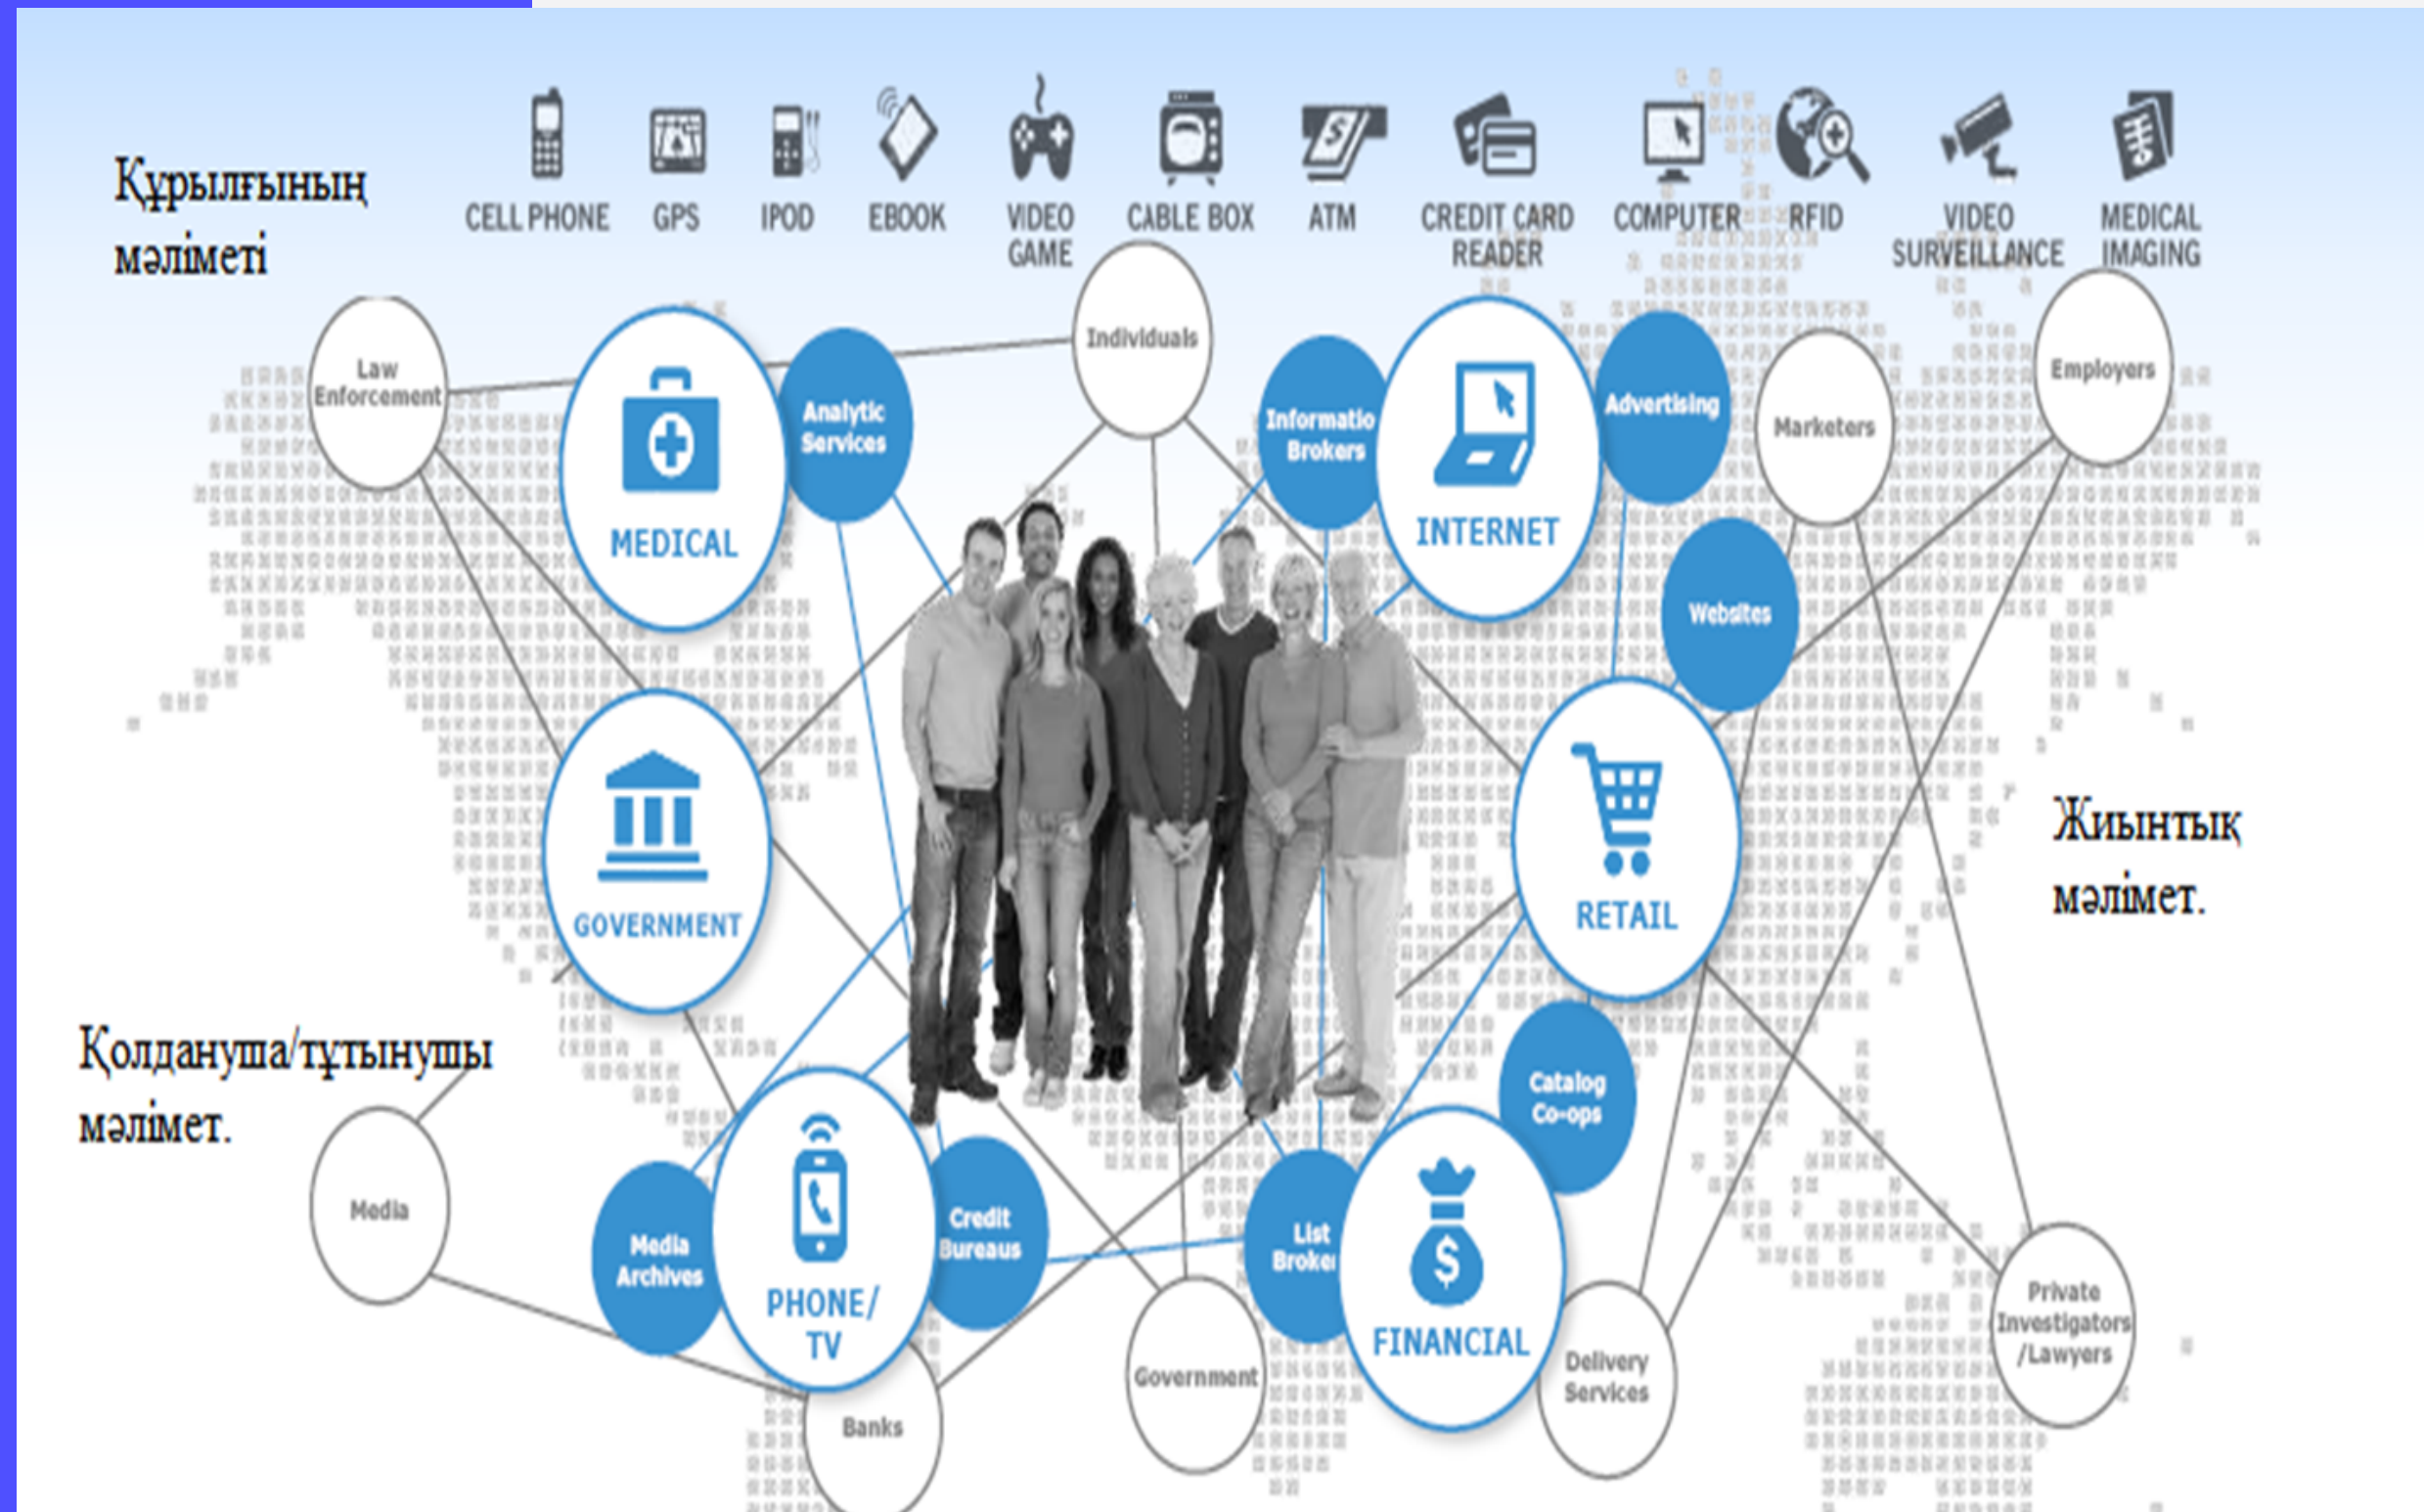 Құрылғының
мәліметі
CELL PHONE
GPS
IPOD
EBOOK
VIDEO
GAME
CABLE BOX
ATM
CREDIT CARD
READER
COMPUTER
RFID
VIDEO
SURVEILLANCE
MEDICAL
IMAGING
Law
Enforcement
MEDICAL
Analytic
Services
Individuals
Informatio
Brokers
INTERNET
Advertising
Marketers
Employers
Websites
GOVERNMENT
RETAIL
Жиынтық
мәлімет.
Қолдануша/тұтынушы
мәлімет.
Media
Media
Archives
PHONE/
TV
Credit
Bureaus
Banks
Government
List
Broker
FINANCIAL
Catalog
Co-ops
Delivery
Services
Private
Investigators
/Lawyers